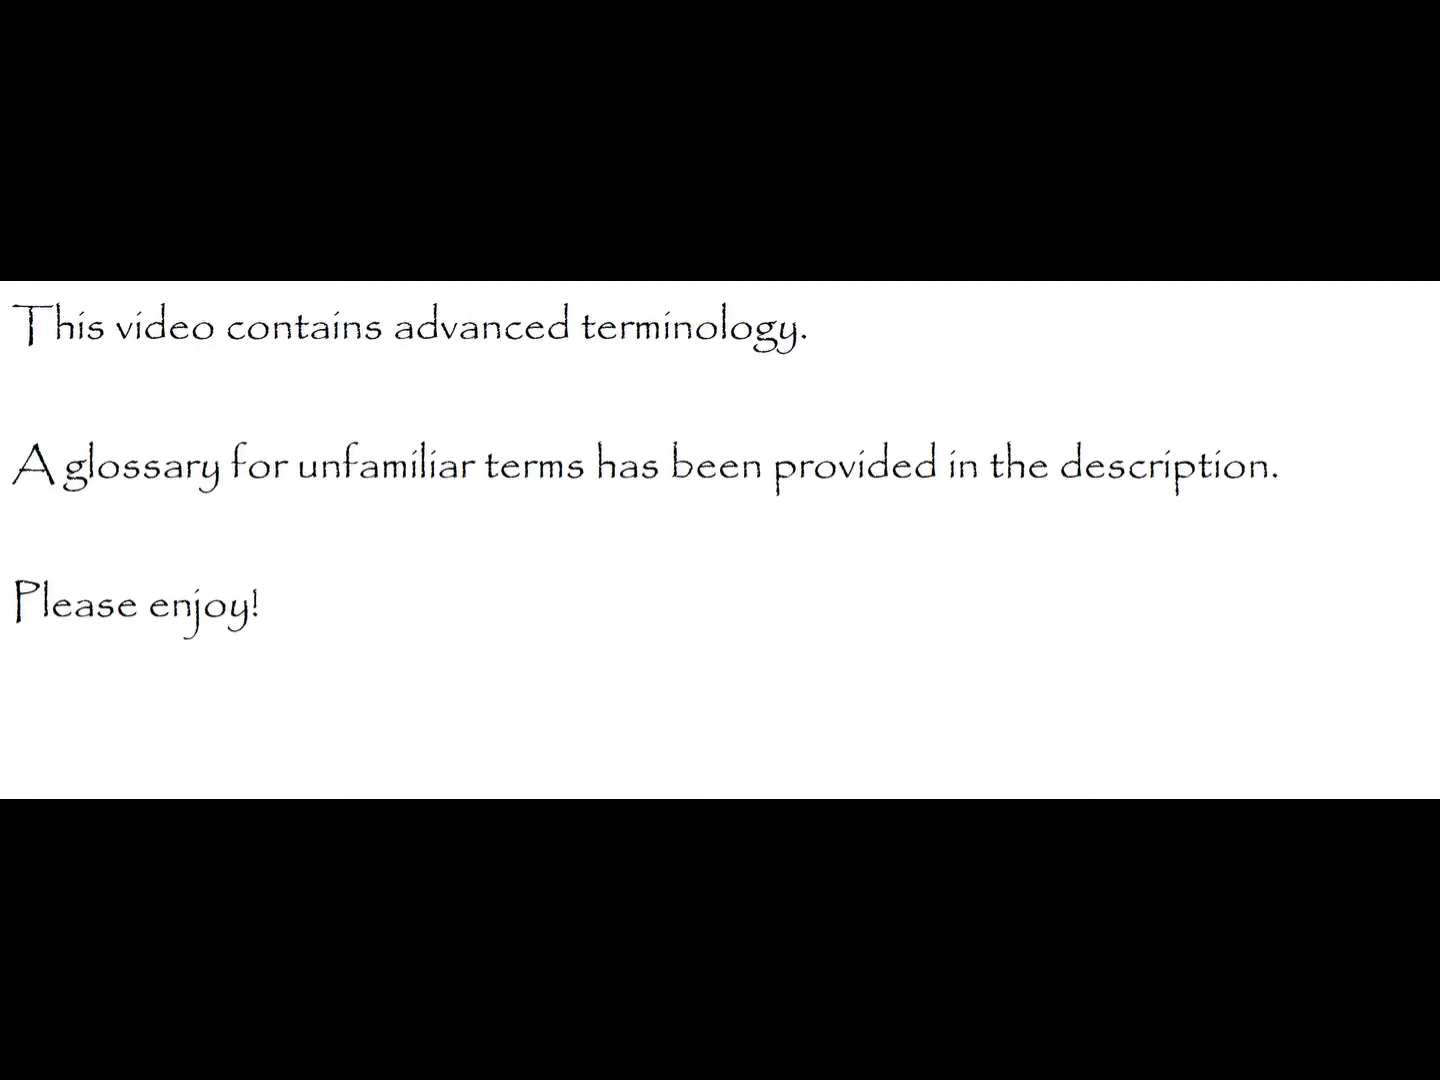 This video contains advanced terminology.
A glossary for unfamiliar terms has been provided in the description.
Please enjoy!